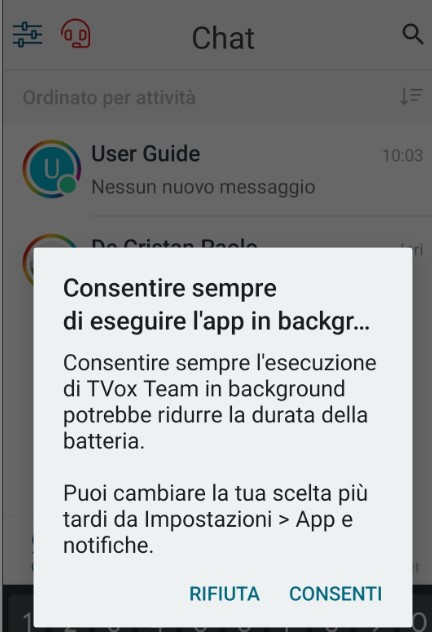 Chat
Ordinato per attività
User Guide
10:03
Nessun nuovo messaggio
De Cristan Paolo
Consentire sempre
di eseguire l'app in backgr...
Consentire sempre l'esecuzione
di TVox Team in background
potrebbe ridurre la durata della
batteria.
Puoi cambiare la tua scelta più
tardi da Impostazioni > App e
notifiche.
RIFIUTA
CONSENTI